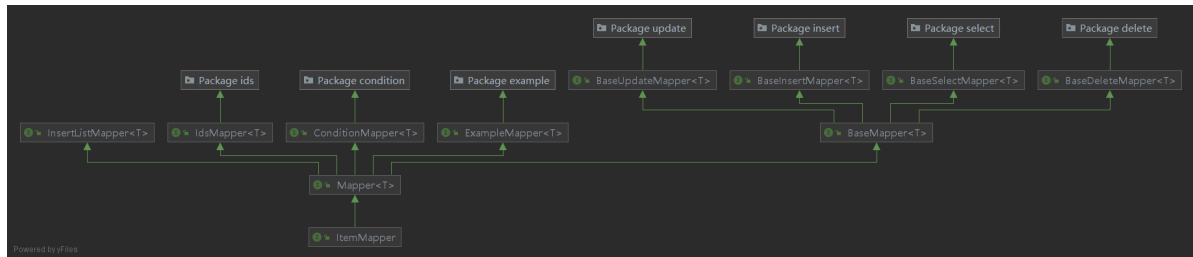 Package update
Package insert
Package select
Package delete
Package ids
Package condition
Package example
BaseUpdateMapper<T>
BaseInsertMapper<T>
BaseSelectMapper<T>
BaseDeleteMapper<T>
InsertListMapper<T>
IdsMapper<T>
ConditionMapper<T>
ExampleMapper<T>
BaseMapper<T>
Mapper<T>
ItemMapper
Powered by yFiles